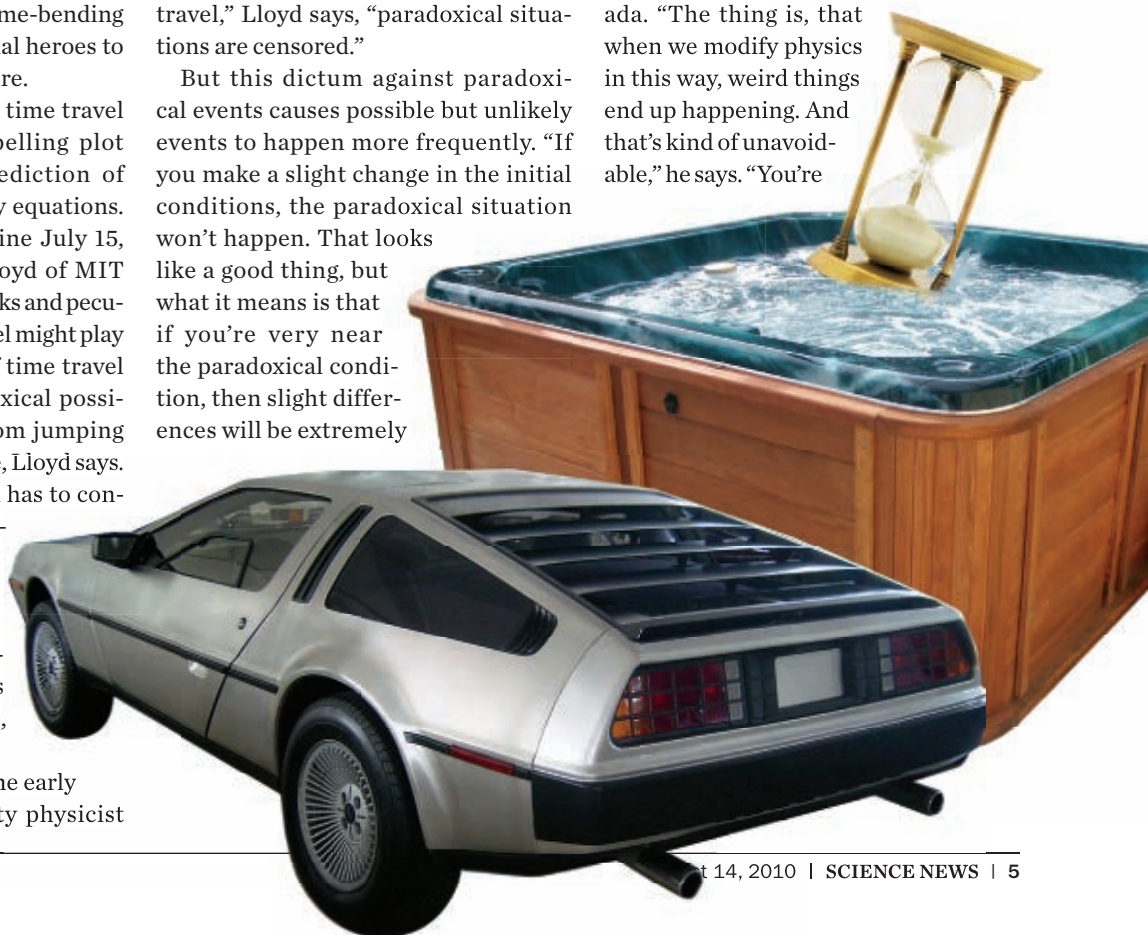 me-bending
al heroes to
re.
time travel
pelling plot
ediction of
y equations.
ine July 15,
oyd of MIT
ks and pecu-
el might play
time travel
xical possi-
om jumping
, Lloyd says.
has to con-
s
,
ne early
ty physicist
travel,” Lloyd says, “paradoxical situa-
tions are censored.”
But this dictum against paradoxi-
cal events causes possible but unlikely
events to happen more frequently. “If
you make a slight change in the initial
conditions, the paradoxical situation
won’t happen. That looks
like a good thing, but
what it means is that
if you’re very near
the paradoxical condi-
tion, then slight differ-
ences will be extremely
ada. “The thing is, that
when we modify physics
in this way, weird things
end up happening. And
that’s kind of unavoid-
able,” he says. “You’re
t 14, 2010 | SCIENCE NEWS | 5